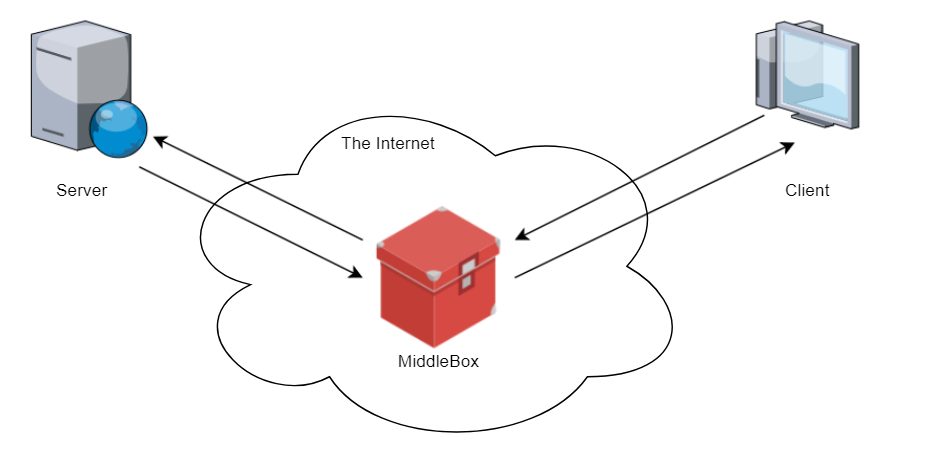 The Internet
Server
Client
MiddleBox